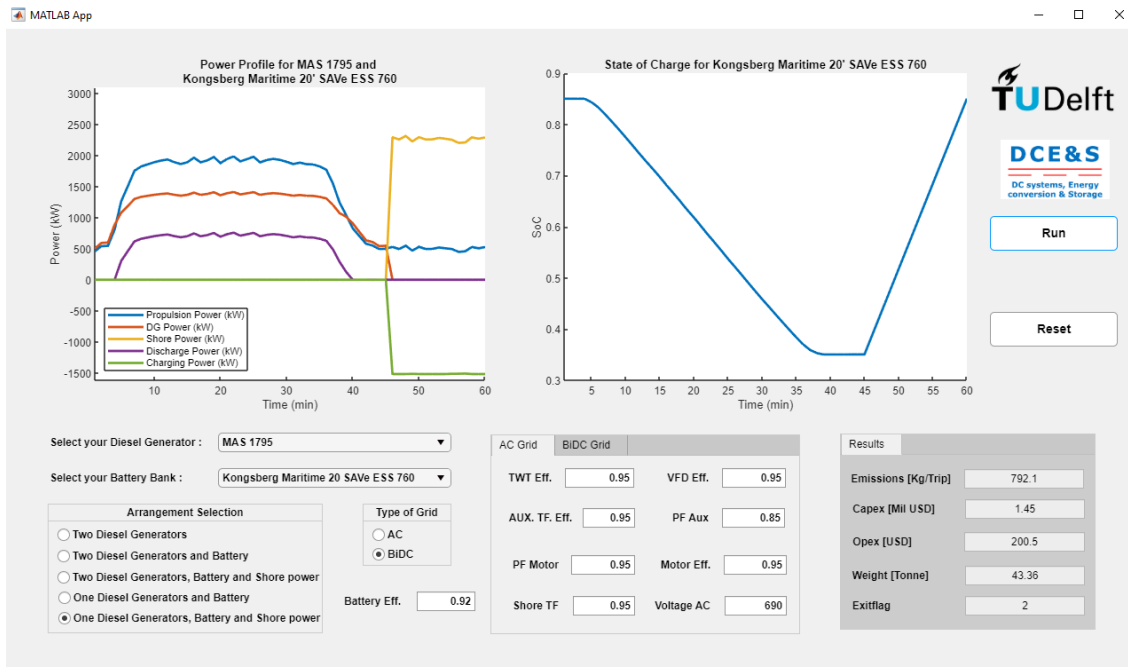 MATLAB App
Power Profile for MAS 1795 and
Kongsberg Maritime 20' SAVe ESS 760
3000
2500
2000
1500
1000
500
0
-500
-1000
-1500
Power (kW)
Propulsion Power (kW)
DG Power (kW)
Shore Power (kW)
Discharge Power (kW)
Charging Power (kW)
10 20 30 40 50 60
Time (min)
State of Charge for Kongsberg Maritime 20' SAVe ESS 760
0.9
0.8
0.7
0.6
0.5
0.4
0.3
SoC
5 10 15 20 25 30 35 40 45 50 55 60
Time (min)
TUDelft
DCE&S
DC systems, Energy
conversion & Storage
Run
Reset
Select your Diesel Generator :
MAS 1795
Select your Battery Bank :
Kongsberg Maritime 20 SAVe ESS 760
Arrangement Selection
Two Diesel Generators
Two Diesel Generators and Battery
Two Diesel Generators, Battery and Shore power
One Diesel Generators and Battery
One Diesel Generators, Battery and Shore power
Type of Grid
AC
BiDC
Battery Eff. 0.92
AC Grid BiDC Grid
TWT Eff. 0.95 VFD Eff. 0.95
AUX. TF. Eff. 0.95 PF Aux 0.85
PF Motor 0.95 Motor Eff. 0.95
Shore TF 0.95 Voltage AC 690
Results
Emissions [Kg/Trip] 792.1
Capex [Mil USD] 1.45
Opex [USD] 200.5
Weight [Tonne] 43.36
Exitflag 2